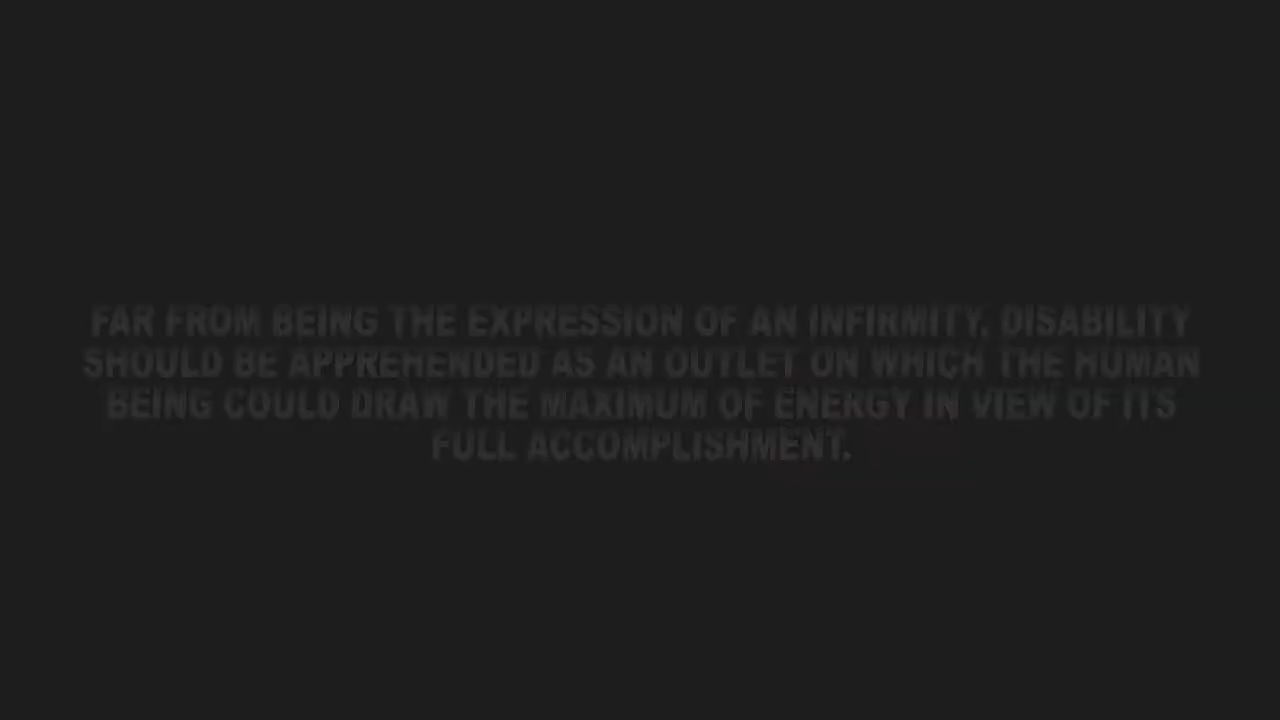 FAR FROM BEING THE EXPRESSION OF AN INFIRMITY, DISABILITY
SHOULD BE APPREHENDED AS AN OUTLET ON WHICH THE HUMAN
BEING COULD DRAW THE MAXIMUM OF ENERGY IN VIEW OF ITS
FULL ACCOMPLISHMENT.